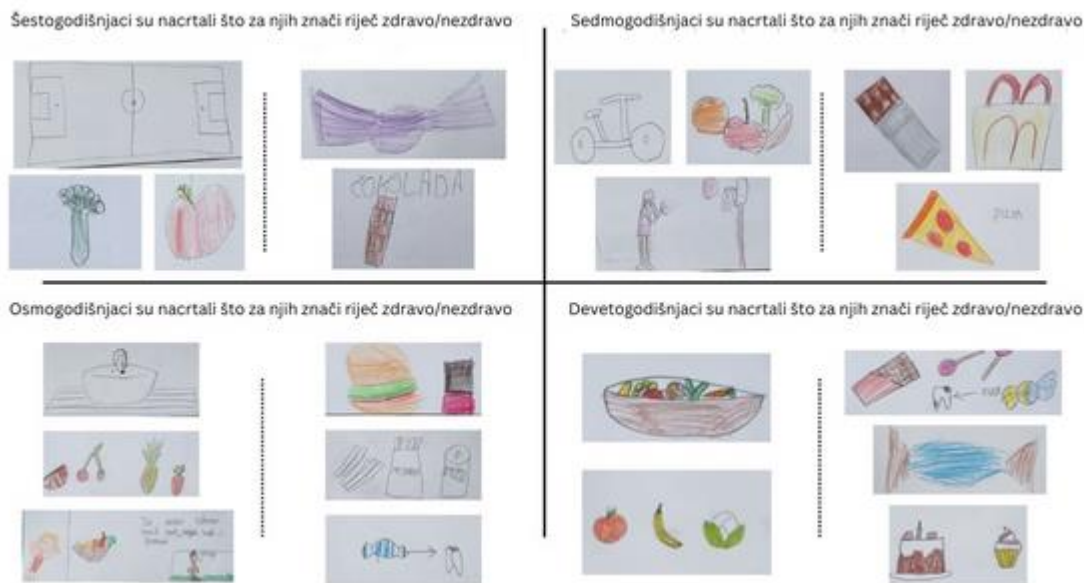 Šestogodišnjaci su nacrtali što za njih znači riječ zdravo/nezdravo
Sedmogodišnjaci su nacrtali što za njih znači riječ zdravo/nezdravo
ČOKOLADA
Osmogodišnjaci su nacrtali što za njih znači riječ zdravo/nezdravo
Devetogodišnjaci su nacrtali što za njih znači riječ zdravo/nezdravo